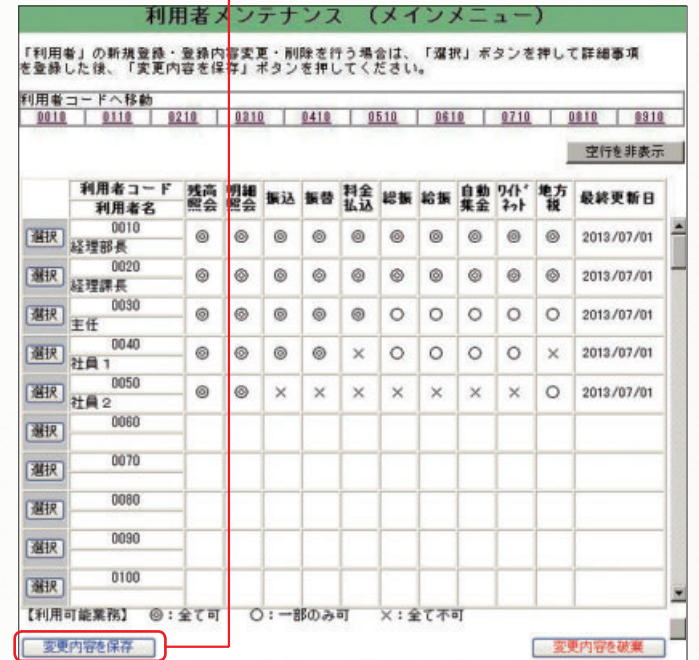 利用者メンテナンス （メインメニュー）
「利用者」の新規登録・登録内容変更・削除を行う場合は、「選択」ボタンを押して詳細事項
を登録した後、「変更内容を保存」ボタンを押してください。
利用者コードへ移動
0010 0110 0210 0310 0410 0510 0610 0710 0810 0910
空行を非表示
利用者コード 残高照会 明細照会 振込 振替 料金払込 総振 給振 自動集金 ﾜｲﾄﾞﾈｯﾄ 地方税 最終更新日
利用者名
選択 0010 ◎ ◎ ◎ ◎ ◎ ◎ ◎ ◎ ◎ ◎ 2013/07/01
経理部長
選択 0020 ◎ ◎ ◎ ◎ ◎ ◎ ◎ ◎ ◎ ◎ 2013/07/01
経理課長
選択 0030 ◎ ◎ ◎ ◎ ◎ ○ ○ ○ ○ ○ 2013/07/01
主任
選択 0040 ◎ ◎ ◎ ◎ × ○ ○ ○ ○ × 2013/07/01
社員１
選択 0050 ◎ ◎ × × × × × × × ○ 2013/07/01
社員２
選択 0060
選択 0070
選択 0080
選択 0090
選択 0100
【利用可能業務】 ◎：全て可 ○：一部のみ可 ×：全て不可
変更内容を保存 変更内容を破棄